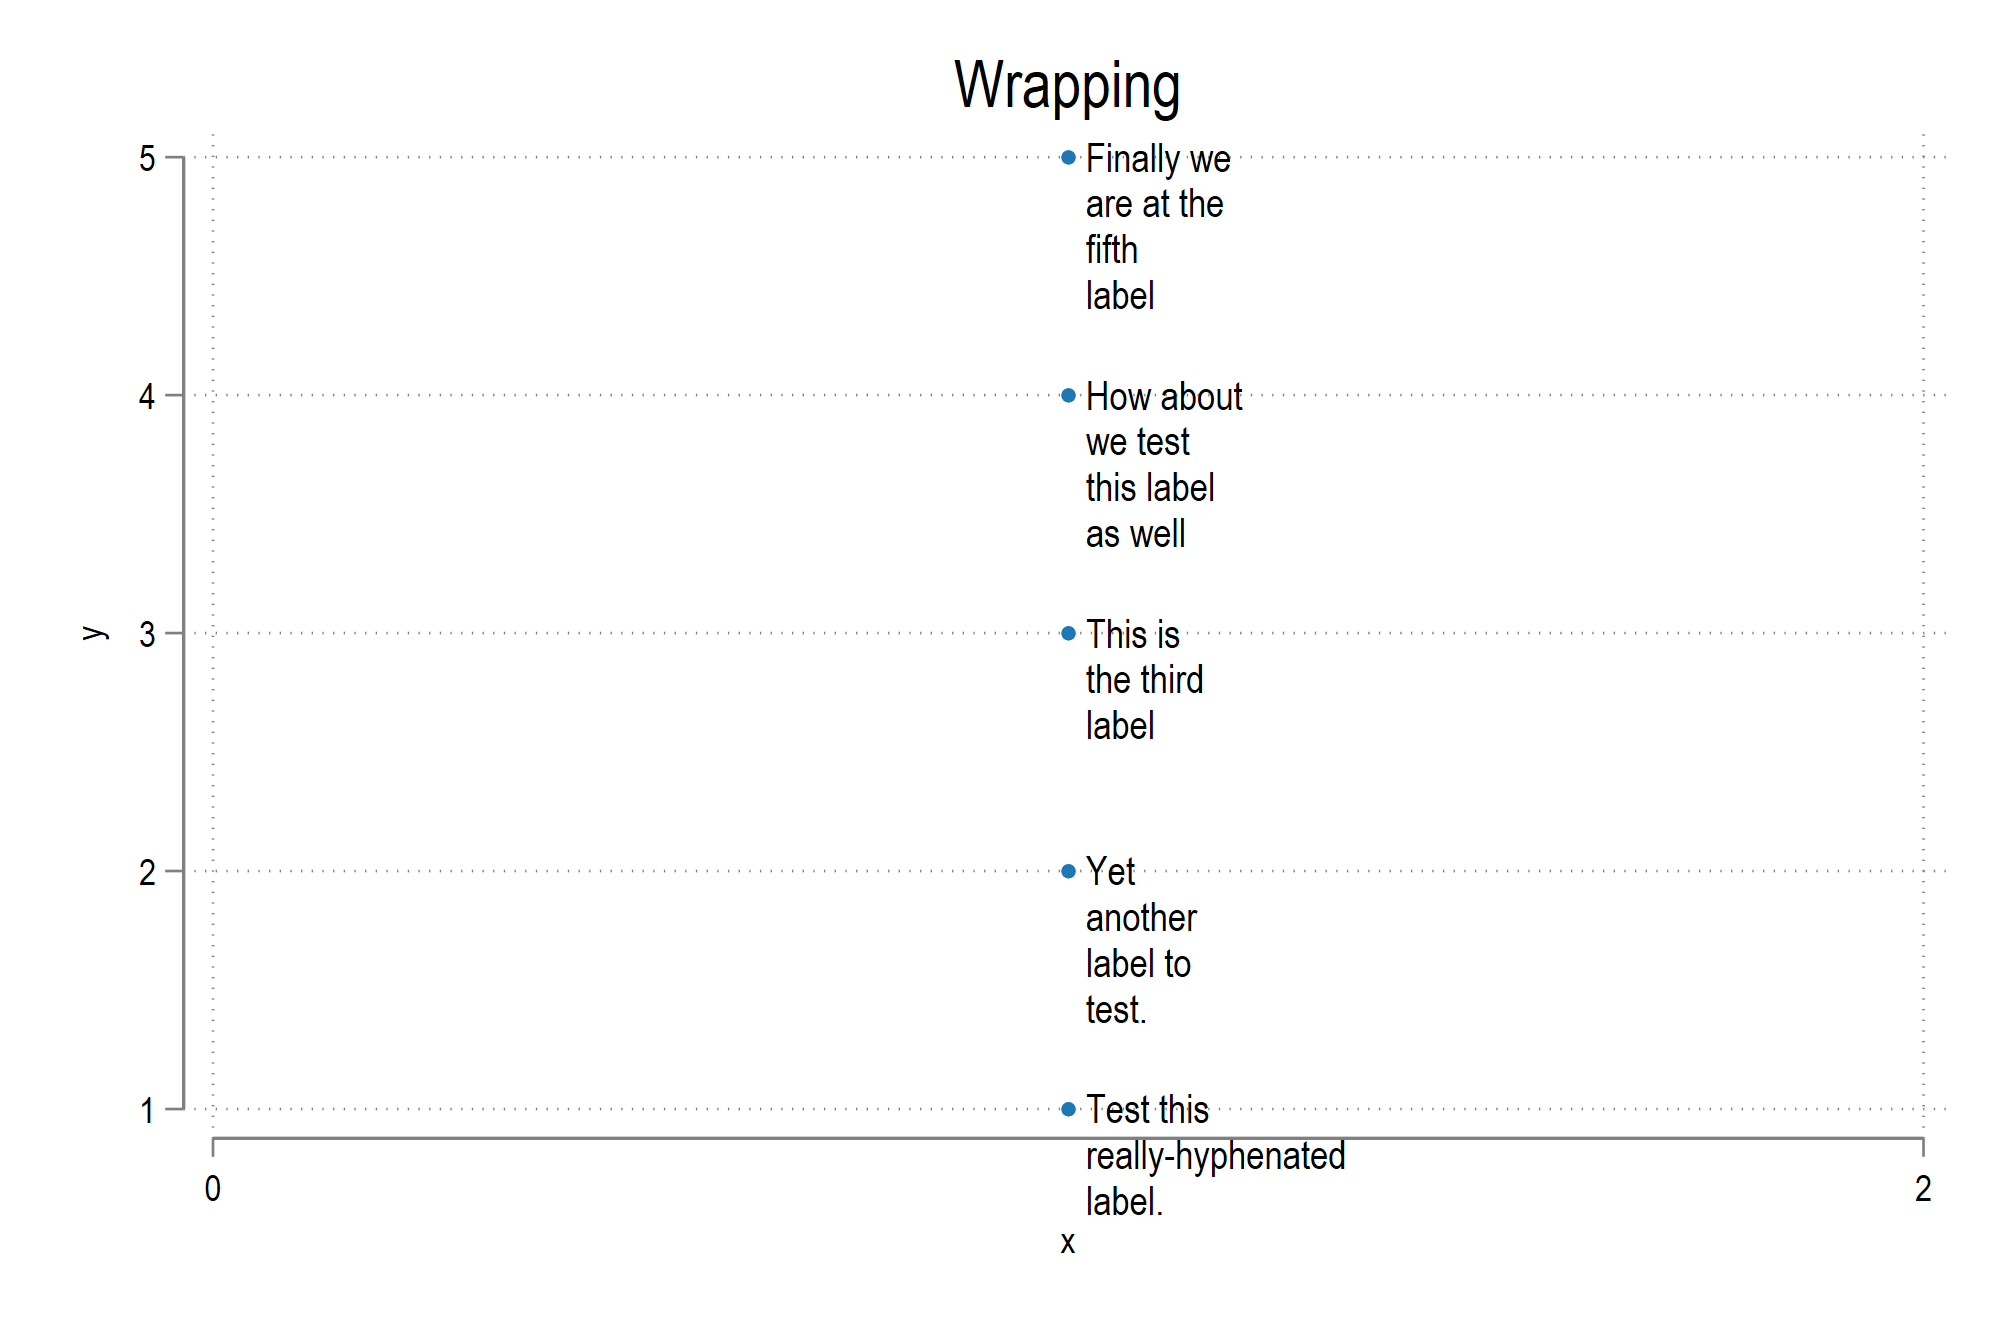 Wrapping
5
Finally we
are at the
fifth
label
4
How about
we test
this label
as well
y
3
This is
the third
label
2
Yet
another
label to
test.
1
Test this
really-hyphenated
label.
0
2
x